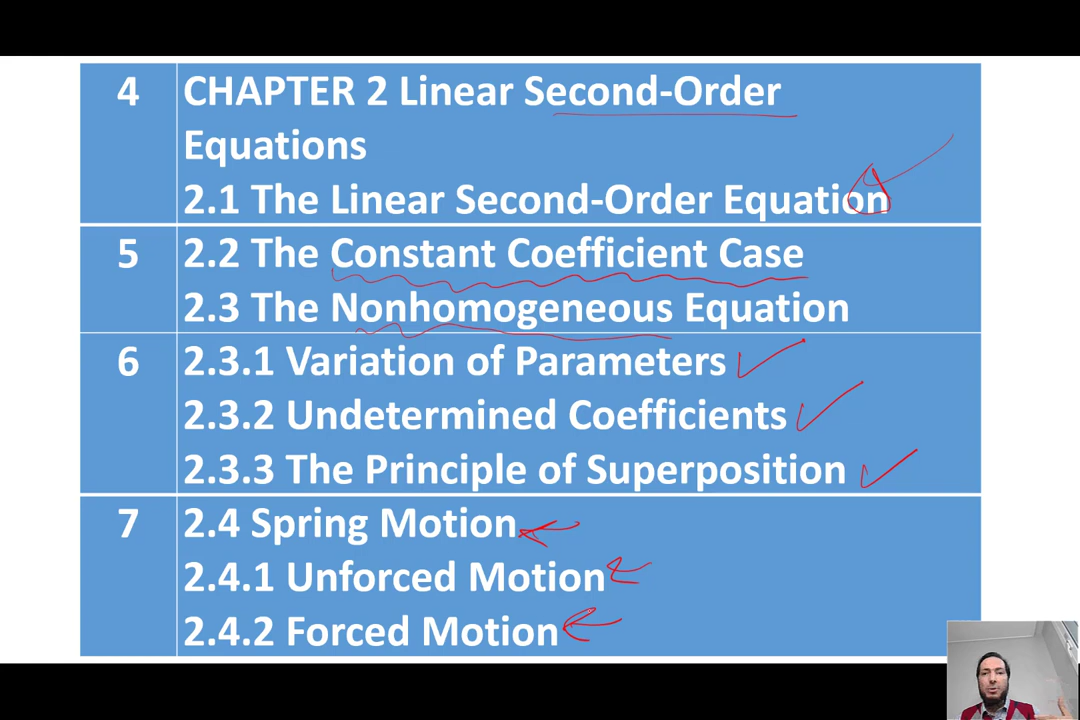 4 CHAPTER 2 Linear Second-Order
Equations
2.1 The Linear Second-Order Equation
5 2.2 The Constant Coefficient Case
2.3 The Nonhomogeneous Equation
6 2.3.1 Variation of Parameters
2.3.2 Undetermined Coefficients
2.3.3 The Principle of Superposition
7 2.4 Spring Motion
2.4.1 Unforced Motion
2.4.2 Forced Motion